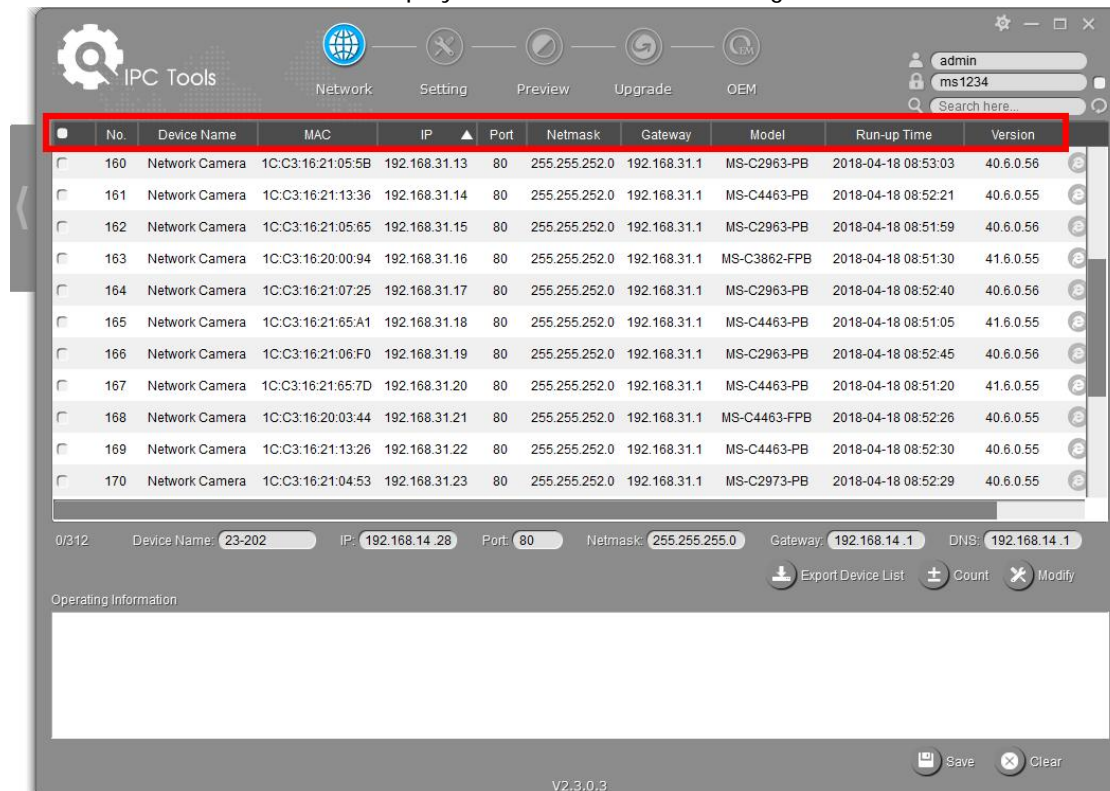 IPC Tools
Network Setting Preview Upgrade OEM
admin
ms1234
Search here...
No. Device Name MAC IP Port Netmask Gateway Model Run-up Time Version
160 Network Camera 1C:C3:16:21:05:5B 192.168.31.13 80 255.255.252.0 192.168.31.1 MS-C2963-PB 2018-04-18 08:53:03 40.6.0.56
161 Network Camera 1C:C3:16:21:13:36 192.168.31.14 80 255.255.252.0 192.168.31.1 MS-C4463-PB 2018-04-18 08:52:21 40.6.0.56
162 Network Camera 1C:C3:16:21:05:65 192.168.31.15 80 255.255.252.0 192.168.31.1 MS-C2963-PB 2018-04-18 08:51:59 40.6.0.56
163 Network Camera 1C:C3:16:20:00:94 192.168.31.16 80 255.255.252.0 192.168.31.1 MS-C3862-FPB 2018-04-18 08:51:30 41.6.0.56
164 Network Camera 1C:C3:16:21:07:25 192.168.31.17 80 255.255.252.0 192.168.31.1 MS-C2963-PB 2018-04-18 08:52:40 40.6.0.56
165 Network Camera 1C:C3:16:21:65:A1 192.168.31.18 80 255.255.252.0 192.168.31.1 MS-C4463-PB 2018-04-18 08:51:05 41.6.0.55
166 Network Camera 1C:C3:16:21:06:F0 192.168.31.19 80 255.255.252.0 192.168.31.1 MS-C2963-PB 2018-04-18 08:52:45 40.6.0.56
167 Network Camera 1C:C3:16:21:65:7D 192.168.31.20 80 255.255.252.0 192.168.31.1 MS-C4463-PB 2018-04-18 08:51:20 41.6.0.55
168 Network Camera 1C:C3:16:20:03:44 192.168.31.21 80 255.255.252.0 192.168.31.1 MS-C4463-FPB 2018-04-18 08:52:26 40.6.0.55
169 Network Camera 1C:C3:16:21:13:26 192.168.31.22 80 255.255.252.0 192.168.31.1 MS-C4463-PB 2018-04-18 08:52:30 40.6.0.55
170 Network Camera 1C:C3:16:21:04:53 192.168.31.23 80 255.255.252.0 192.168.31.1 MS-C2973-PB 2018-04-18 08:52:29 40.6.0.55
0/312 Device Name: 23-202 IP: 192.168.14 .28 Port: 80 Netmask: 255.255.255.0 Gateway: 192.168.14 .1 DNS: 192.168.14 .1
Export Device List Count Modify
Operating Information
Save Clear
V2.3.0.3